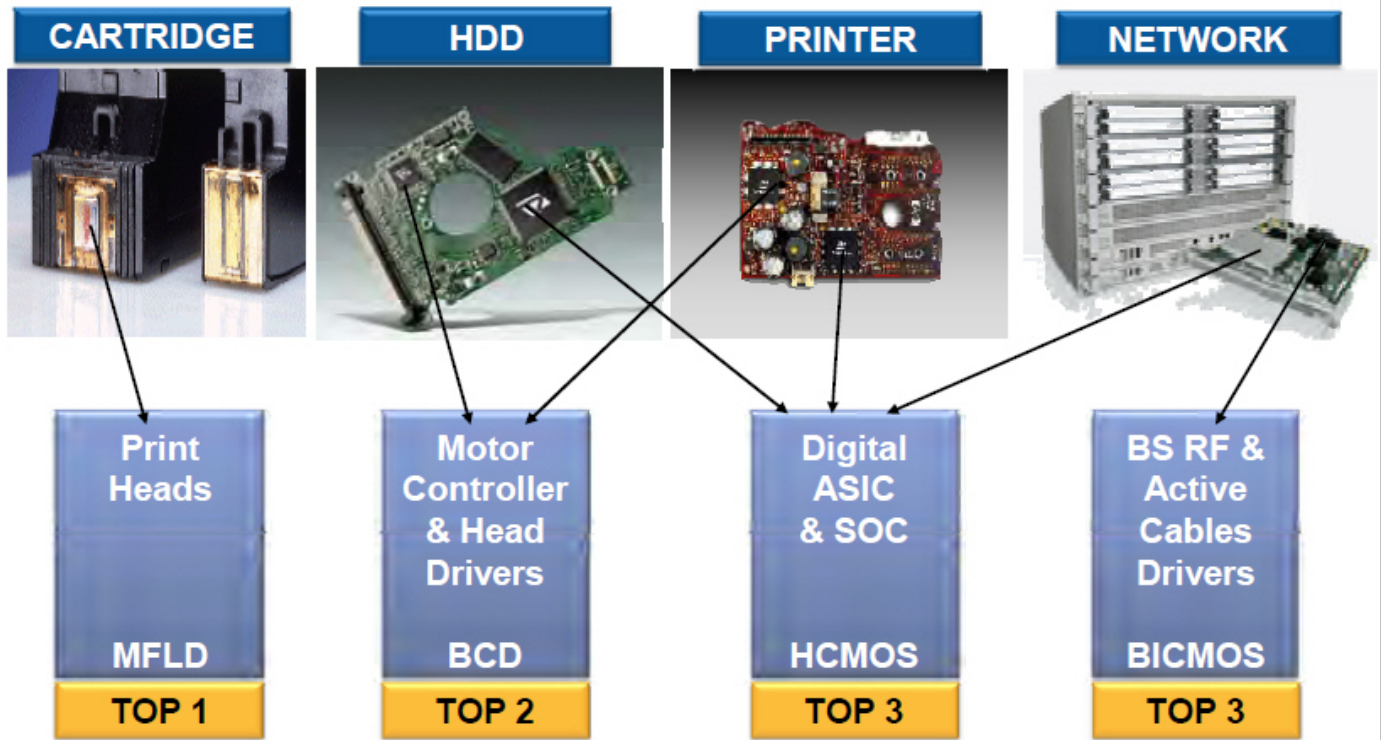 CARTRIDGE
HDD
PRINTER
NETWORK
Print
Heads
MFLD
TOP 1
Motor
Controller
& Head
Drivers
BCD
TOP 2
Digital
ASIC
& SOC
HCMOS
TOP 3
BS RF &
Active
Cables
Drivers
BICMOS
TOP 3